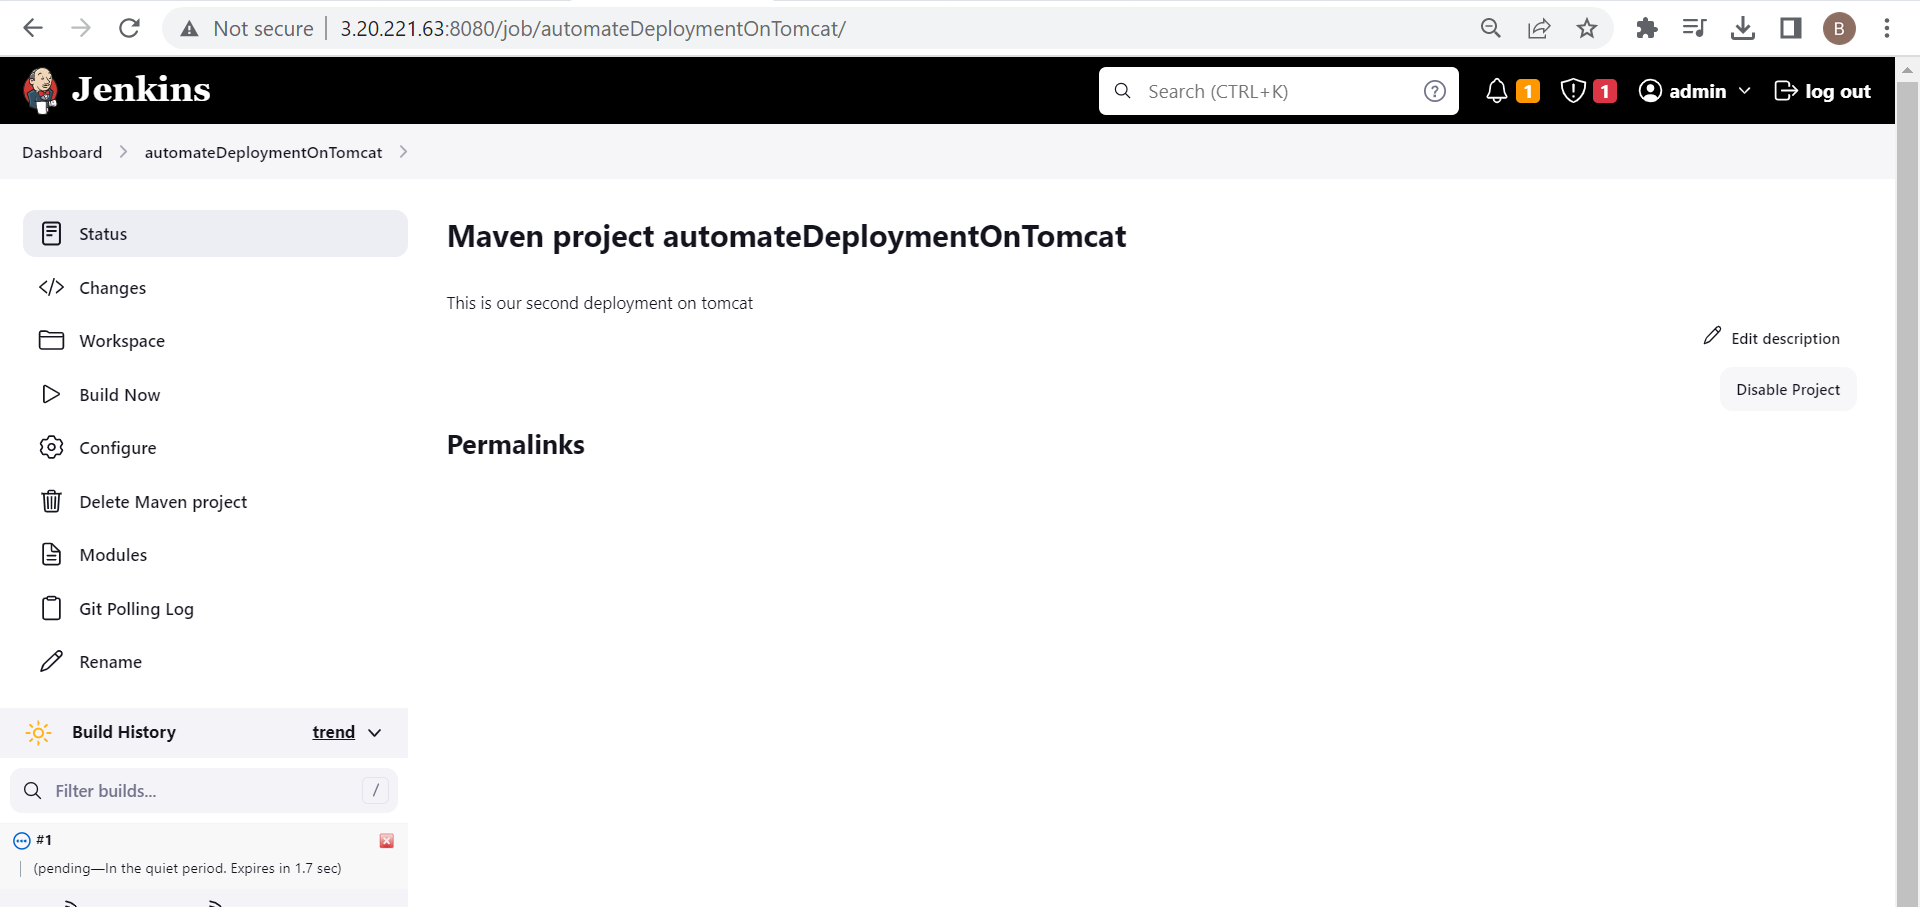 Not secure 3.20.221.63:8080/job/automateDeploymentOnTomcat/ B
Jenkins Search (CTRL+K) ? 1 1 admin log out
Dashboard automateDeploymentOnTomcat
Status
Changes
Workspace
Build Now
Configure
Delete Maven project
Modules
Git Polling Log
Rename
Build History trend
Filter builds... /
#1
(pending—In the quiet period. Expires in 1.7 sec)
Maven project automateDeploymentOnTomcat
This is our second deployment on tomcat
Edit description
Disable Project
Permalinks